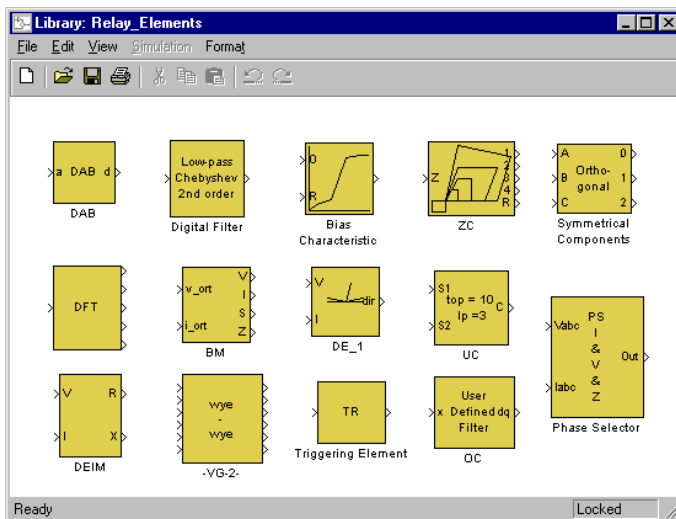 Library: Relay_Elements
File Edit View Simulation Format
a DAB d
DAB
Low-pass
Chebyshev
2nd order
Digital Filter
O
R
Bias
Characteristic
Z
1
2
3
4
R
ZC
A 0
B Ortho- 1
gonal
C 2
Symmetrical
Components
DFT
v_ort
i_ort
V
I
S
Z
BM
V
I
dir
DE_1
S1
top = 10
C
Ip =3
S2
UC
PS
Vabc I
&
V Out
&
Iabc Z
Phase Selector
V R
I X
DEIM
wye
-
wye
-VG-2-
TR
Triggering Element
User
x Defined dq
Filter
OC
Ready Locked